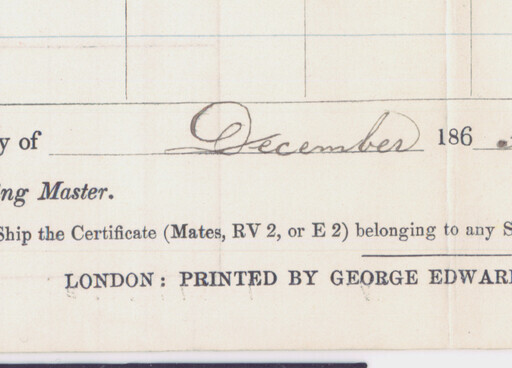 y of December 186
ng Master.
Ship the Certificate (Mates, RV 2, or E 2) belonging to any S
LONDON: PRINTED BY GEORGE EDWAR